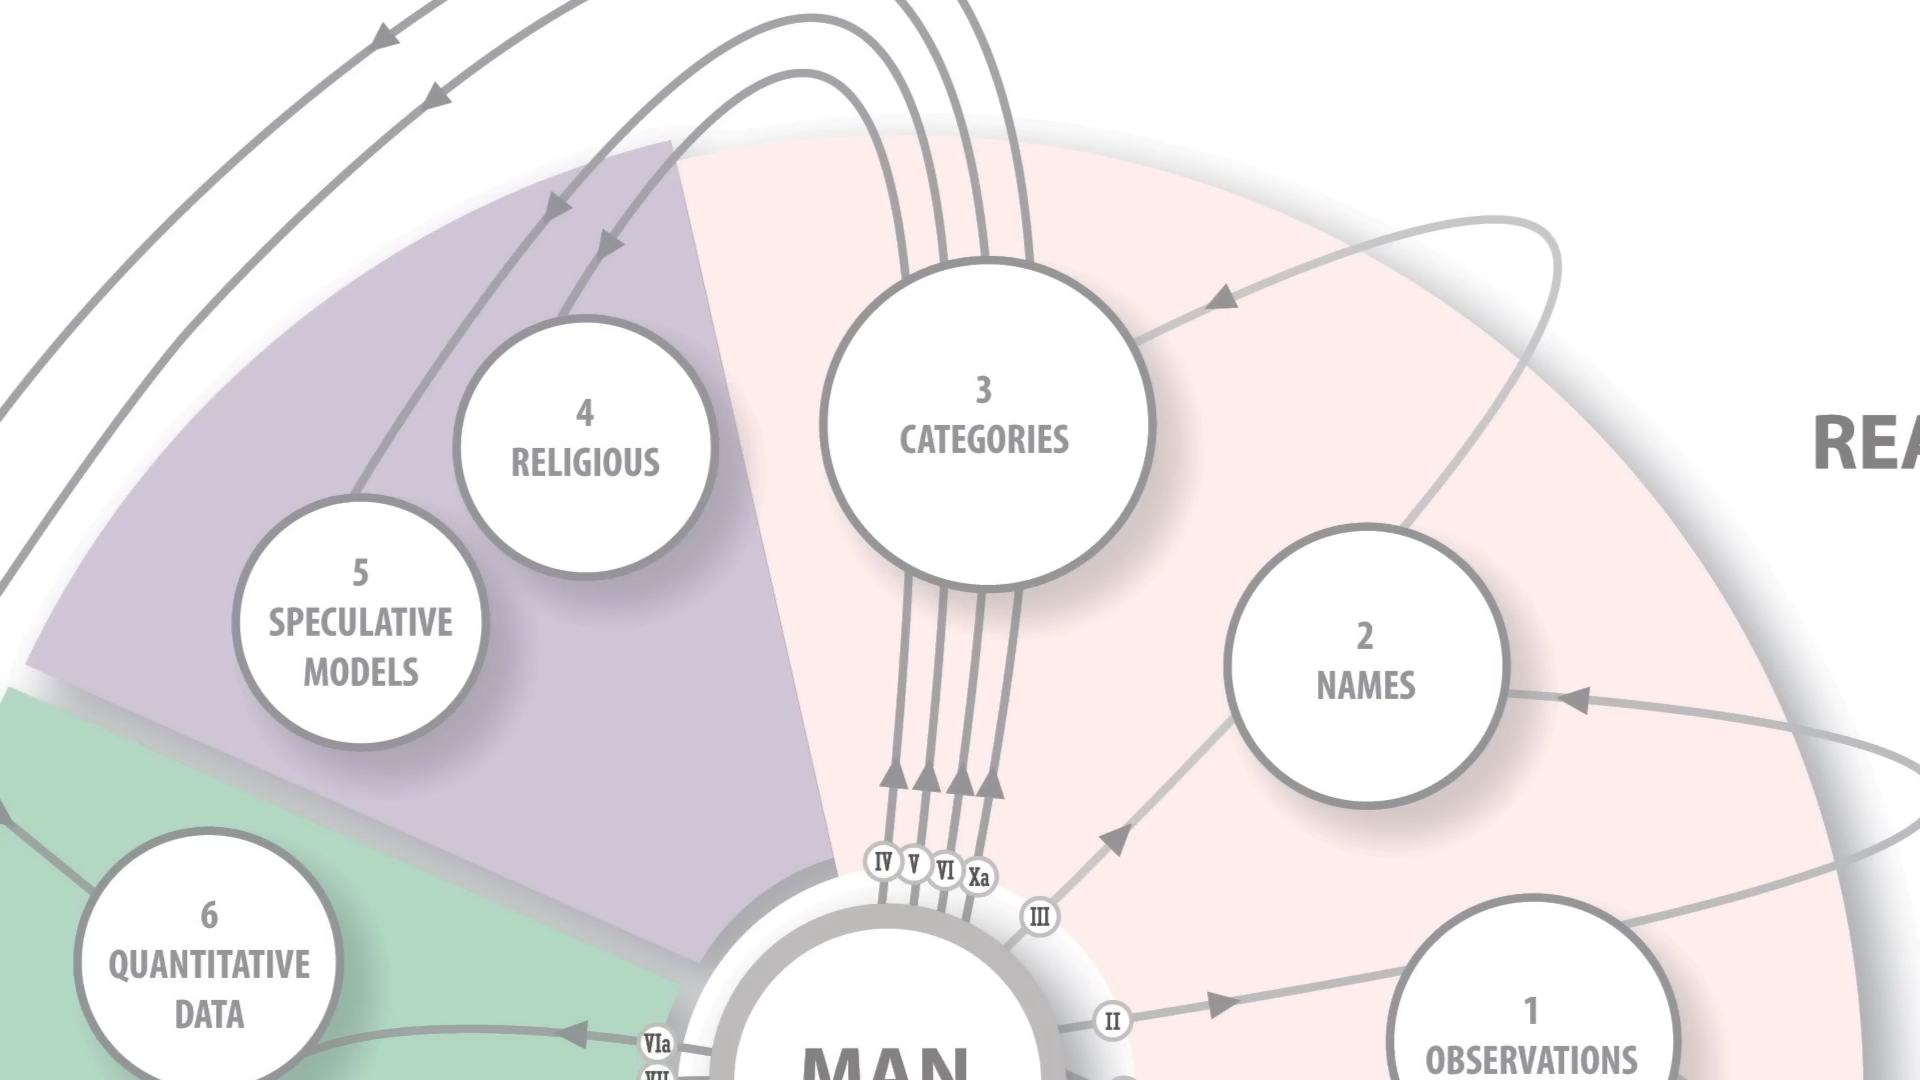 3
CATEGORIES
4
RELIGIOUS
5
SPECULATIVE
MODELS
2
NAMES
6
QUANTITATIVE
DATA
1
OBSERVATIONS
IV
V
VI
Xa
III
II
VIa
VII
MAN
REA